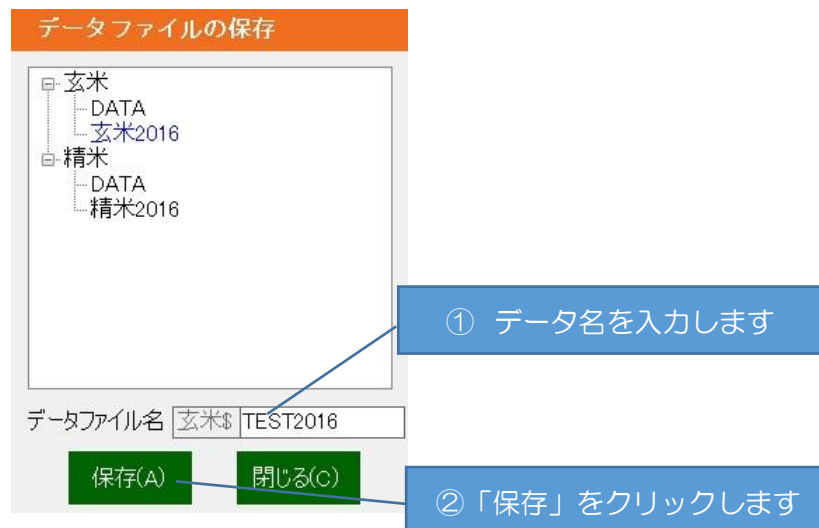 データファイルの保存
玄米
DATA
玄米2016
精米
DATA
精米2016
① データ名を入力します
データファイル名 玄米$ TEST2016
保存(A) 閉じる(C)
②「保存」をクリックします